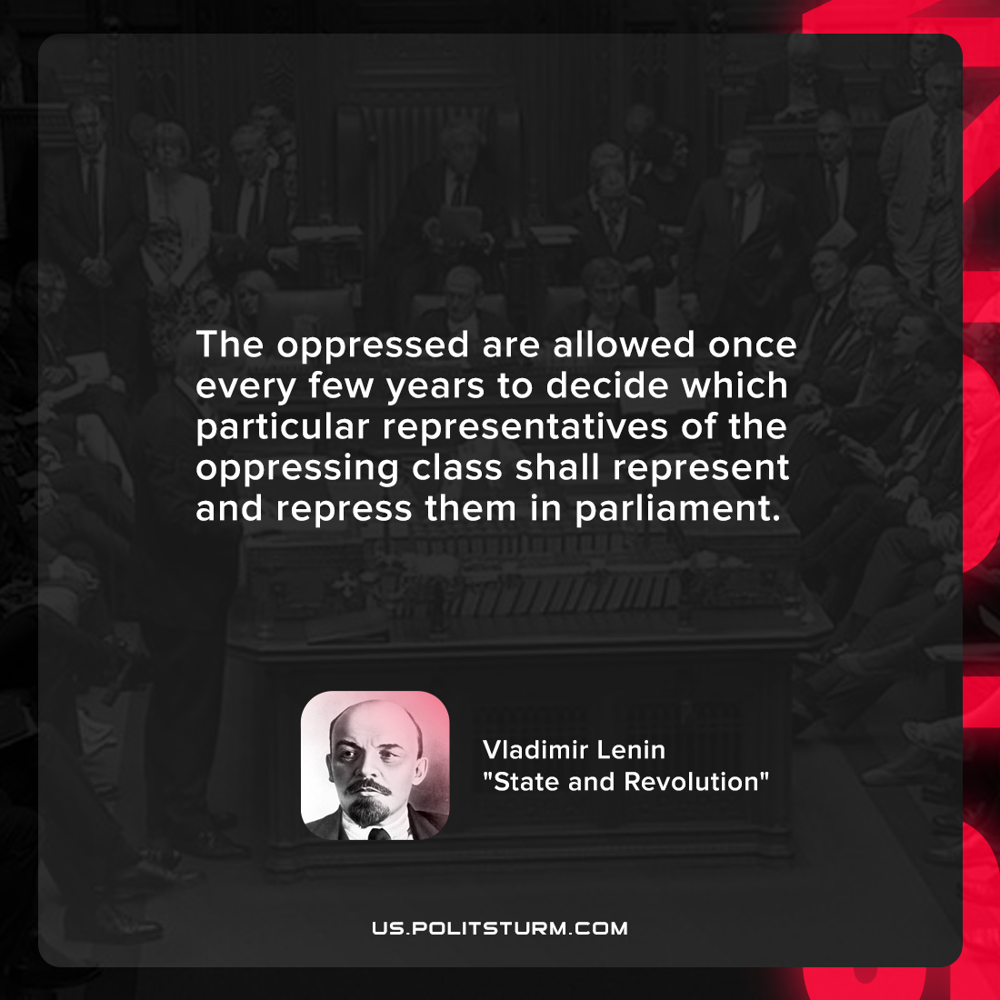 The oppressed are allowed once
every few years to decide which
particular representatives of the
oppressing class shall represent
and repress them in parliament.
Vladimir Lenin
"State and Revolution"
US.POLITSTURM.COM